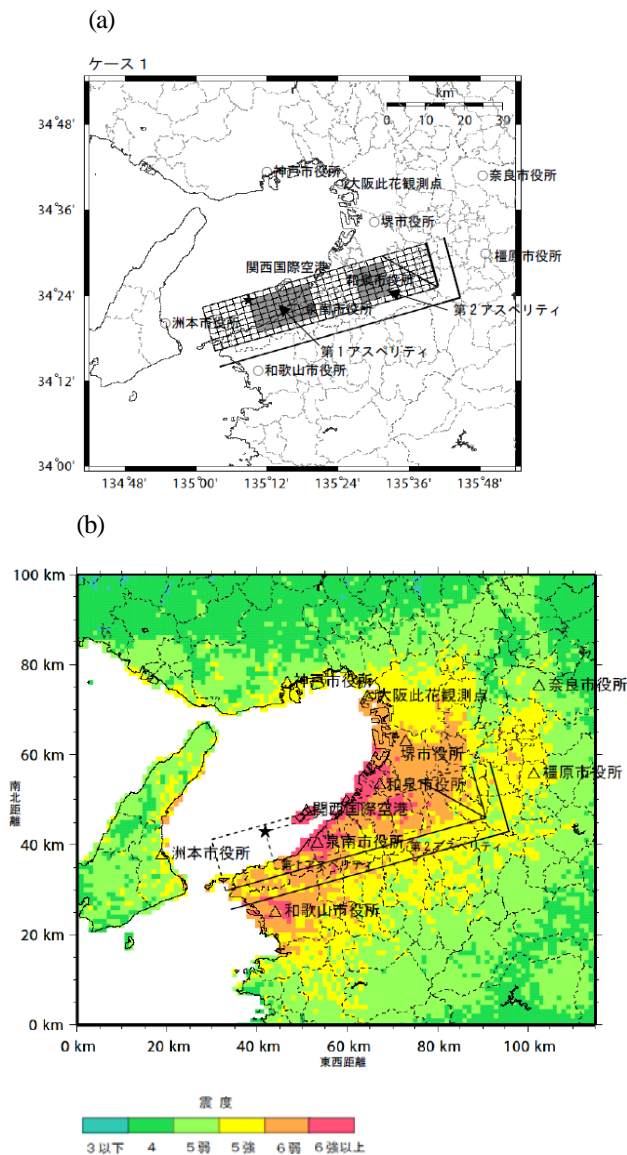 (a)
ケース 1
km
0 10 20 30
34°48'
34°36'
34°24'
34°12'
34°00'
神戸市役所
大阪此花観測点
奈良市役所
堺市役所
橿原市役所
関西国際空港
和泉市役所
泉南市役所
洲本市役所
第2アスペリティ
第1アスペリティ
和歌山市役所
134°48' 135°00' 135°12' 135°24' 135°36' 135°48'
(b)
100 km
80 km
60 km
40 km
20 km
0 km
南北距離
神戸市役所
奈良市役所
大阪此花観測点
堺市役所
橿原市役所
和泉市役所
関西国際空港
泉南市役所
洲本市役所
第1アスペリティ
第2アスペリティ
和歌山市役所
0 km 20 km 40 km 60 km 80 km 100 km
東西距離
震 度
3以下 4 5弱 5強 6弱 6強以上